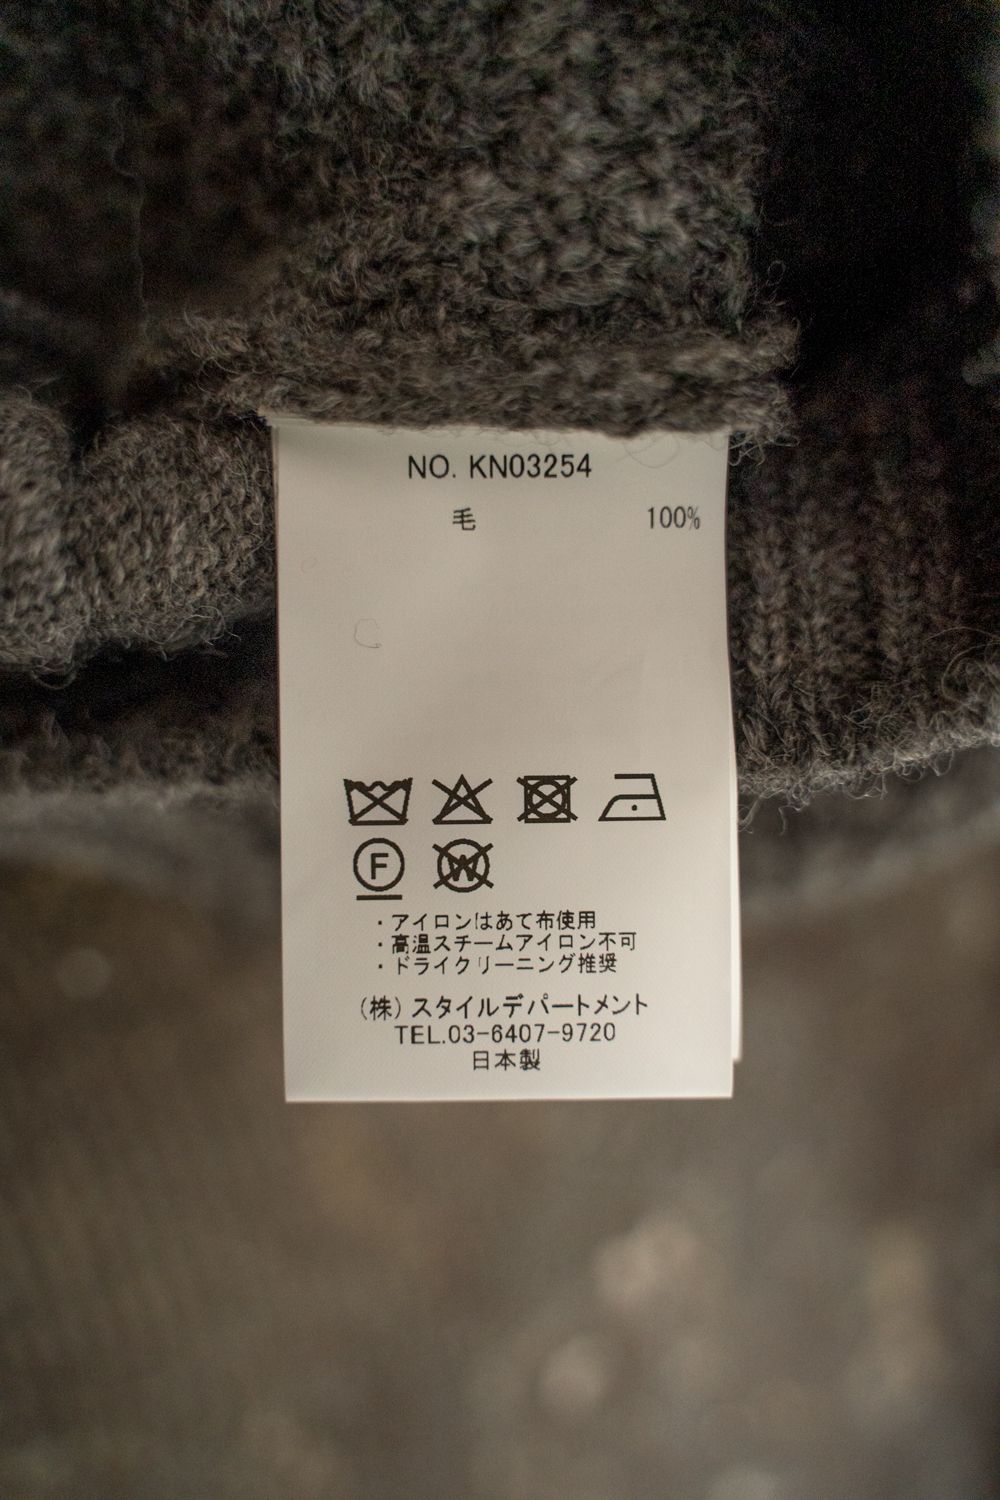 NO. KN03254
毛 100%
F W
・アイロンはあて布使用
・高温スチームアイロン不可
・ドライクリーニング推奨
(株) スタイルデパートメント
TEL.03-6407-9720
日本製